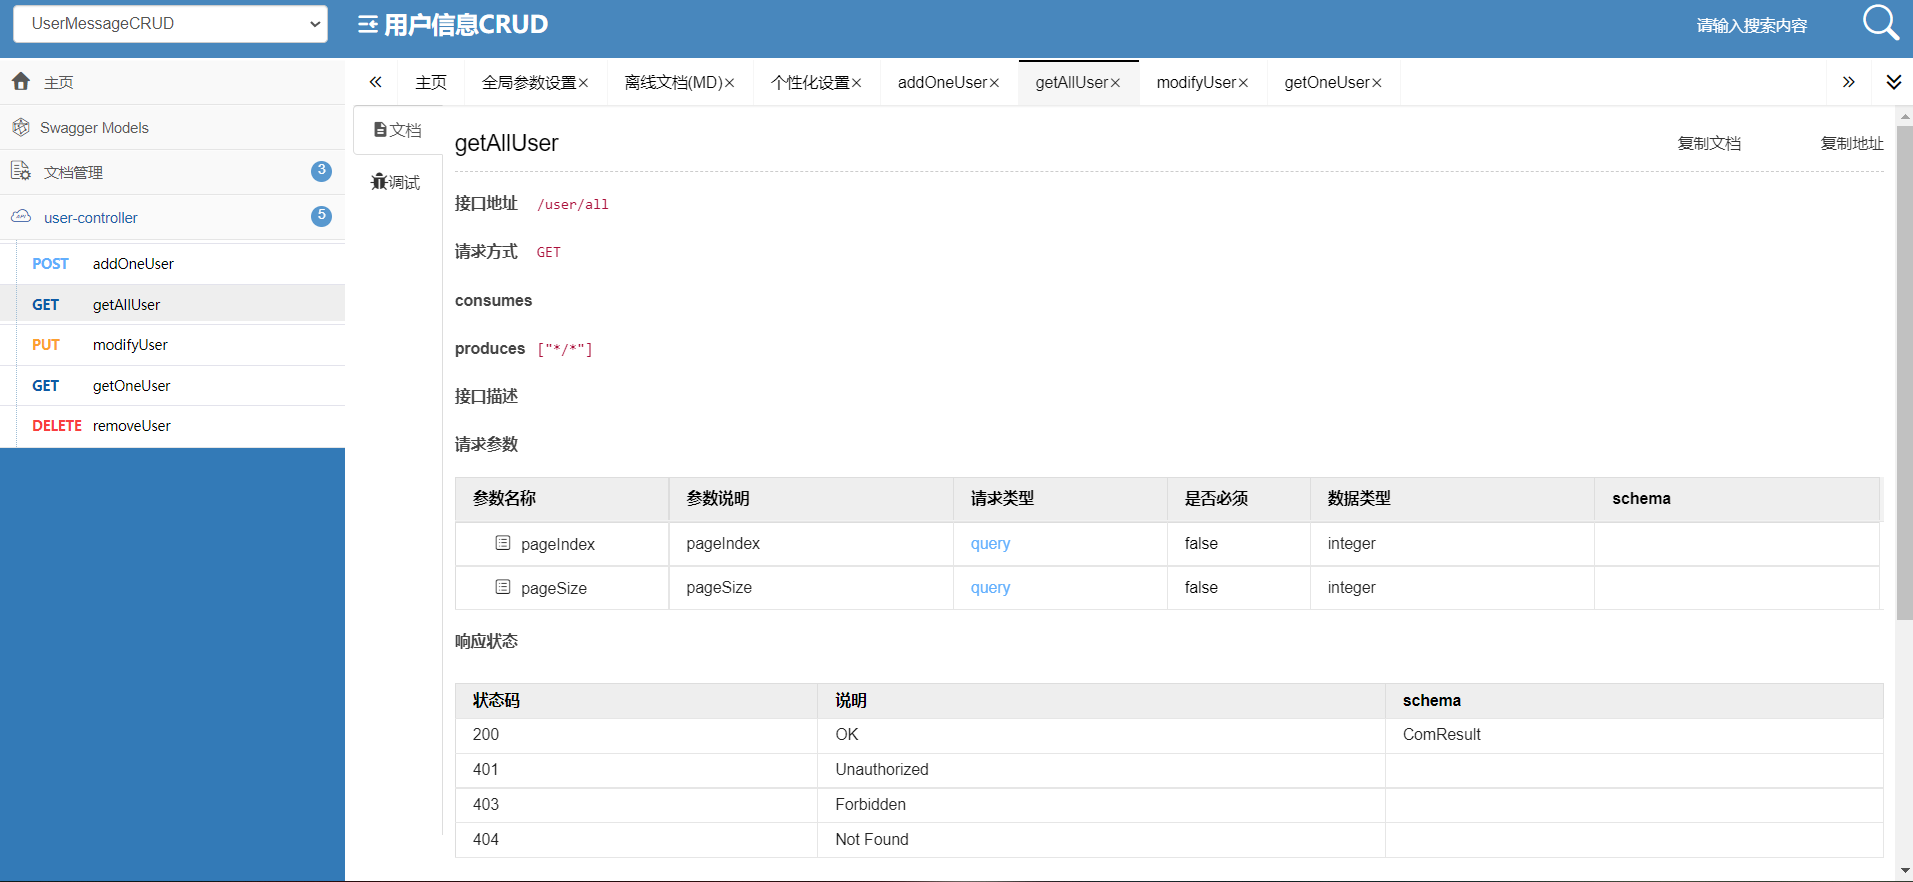 UserMessageCRUD
用户信息CRUD
请输入搜索内容
主页
Swagger Models
文档管理 3
user-controller 5
POST addOneUser
GET getAllUser
PUT modifyUser
GET getOneUser
DELETE removeUser
主页 全局参数设置× 离线文档(MD)× 个性化设置× addOneUser× getAllUser× modifyUser× getOneUser×
文档
调试
getAllUser 复制文档 复制地址
接口地址 /user/all
请求方式 GET
consumes
produces ["*/*"]
接口描述
请求参数
参数名称 参数说明 请求类型 是否必须 数据类型 schema
pageIndex pageIndex query false integer
pageSize pageSize query false integer
响应状态
状态码 说明 schema
200 OK ComResult
401 Unauthorized
403 Forbidden
404 Not Found